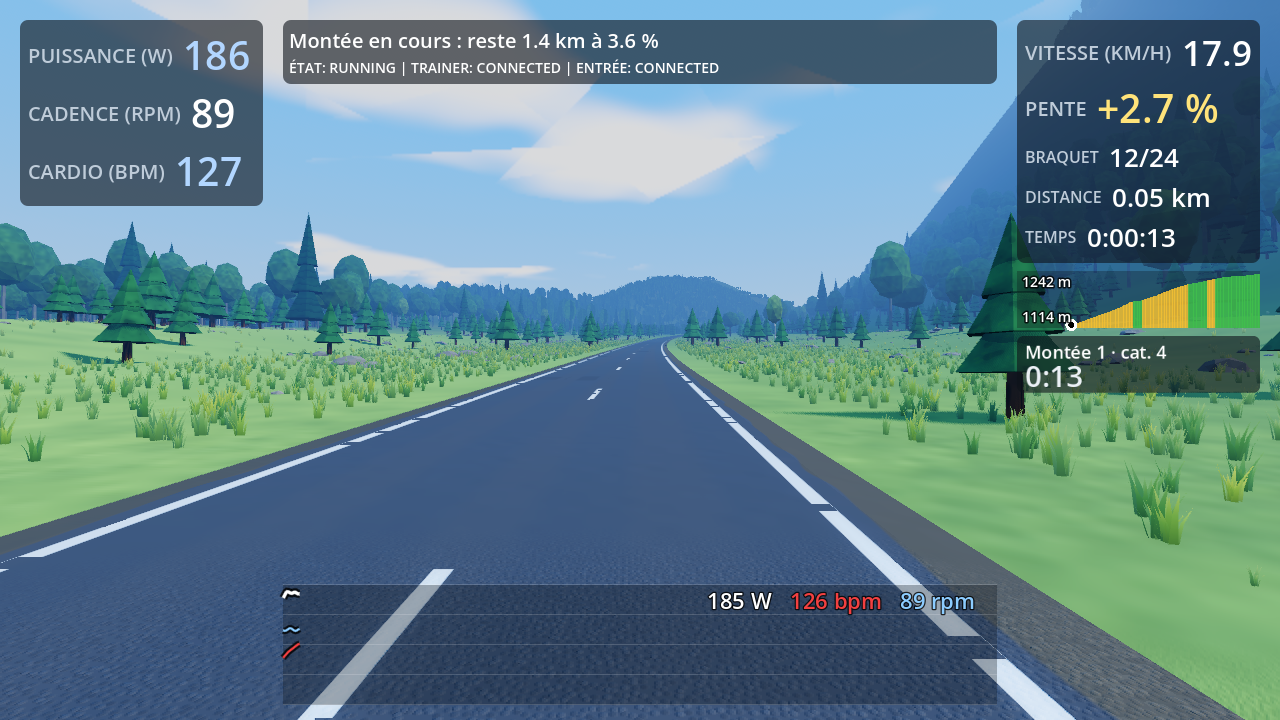 PUISSANCE (W) 186
CADENCE (RPM) 89
CARDIO (BPM) 127
Montée en cours : reste 1.4 km à 3.6 %
ÉTAT: RUNNING | TRAINER: CONNECTED | ENTRÉE: CONNECTED
VITESSE (KM/H) 17.9
PENTE +2.7 %
BRAQUET 12/24
DISTANCE 0.05 km
TEMPS 0:00:13
1242 m
1114 m
Montée 1 · cat. 4
0:13
185 W 126 bpm 89 rpm